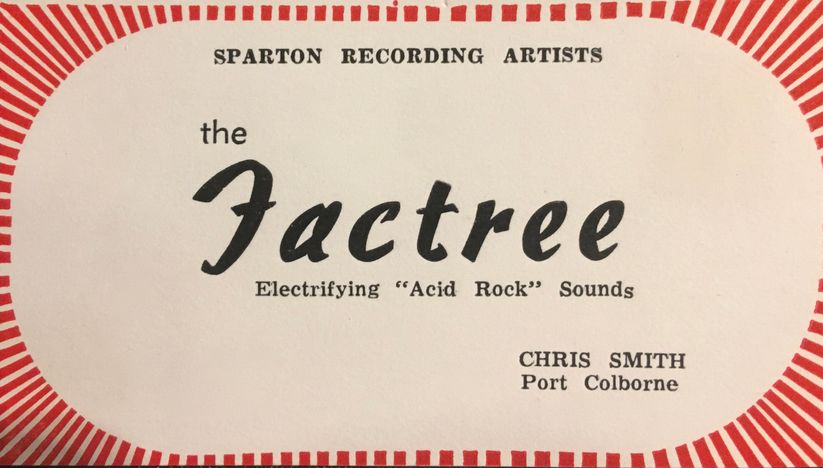 SPARTON RECORDING ARTISTS
the
Factree
Electrifying “Acid Rock” Sounds
CHRIS SMITH
Port Colborne